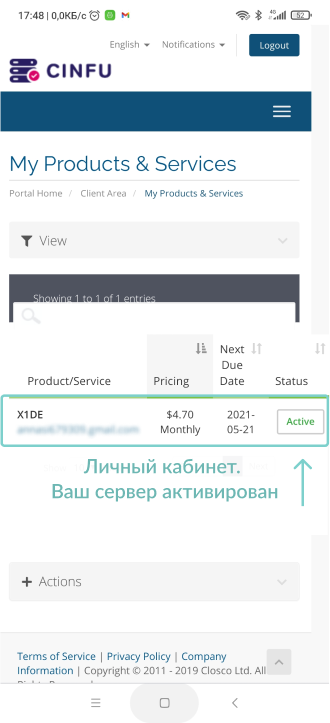 17:48 | 0,0КБ/с
52
English Notifications Logout
CINFU
My Products & Services
Portal Home / Client Area / My Products & Services
View
Showing 1 to 1 of 1 entries
Product/Service Pricing Next Due Date Status
X1DE $4.70 Monthly 2021-05-21 Active
Личный кабинет.
Ваш сервер активирован
+ Actions
Terms of Service | Privacy Policy | Company
Information | Copyright © 2011 - 2019 Closco Ltd. All